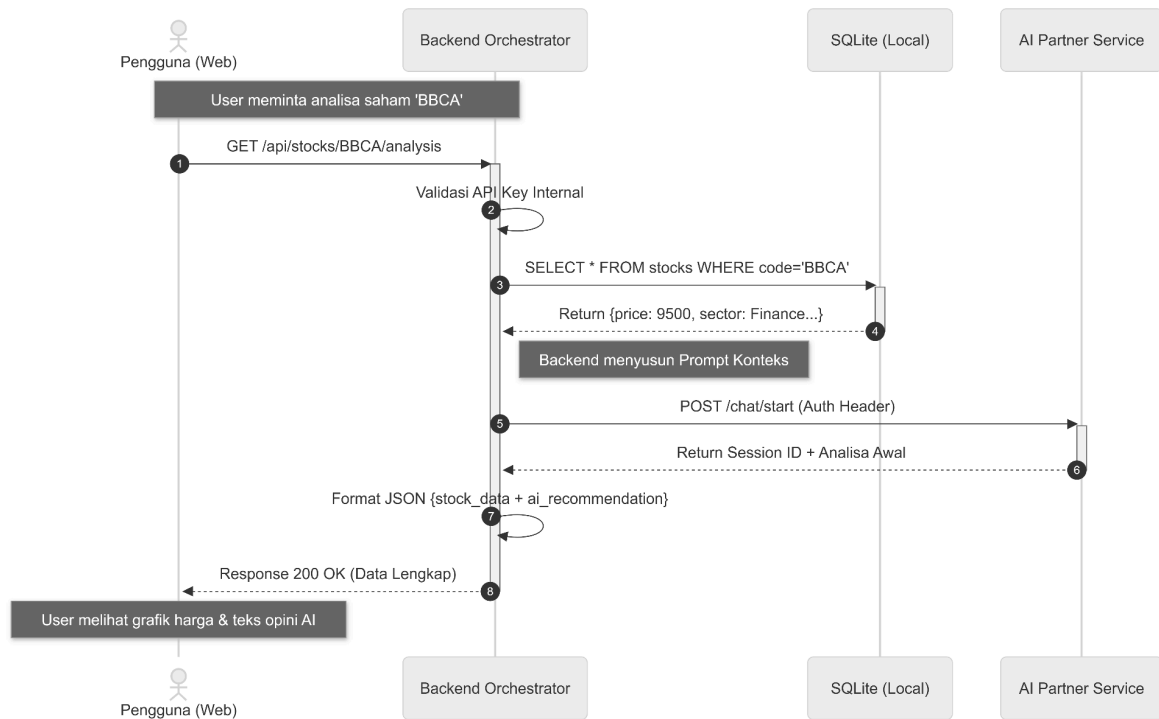 Pengguna (Web)
Backend Orchestrator
SQLite (Local)
AI Partner Service
User meminta analisa saham 'BBCA'
GET /api/stocks/BBCA/analysis
1
Validasi API Key Internal
2
SELECT * FROM stocks WHERE code='BBCA'
3
Return {price: 9500, sector: Finance...}
4
Backend menyusun Prompt Konteks
POST /chat/start (Auth Header)
5
Return Session ID + Analisa Awal
6
Format JSON {stock_data + ai_recommendation}
7
Response 200 OK (Data Lengkap)
8
User melihat grafik harga & teks opini AI
Pengguna (Web)
Backend Orchestrator
SQLite (Local)
AI Partner Service